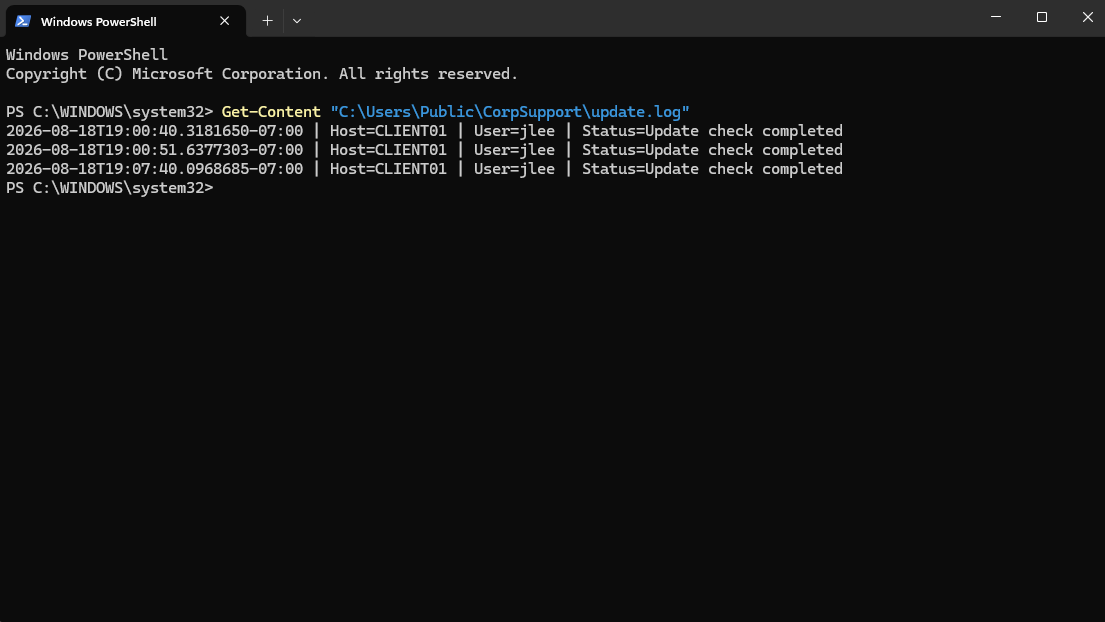 Windows PowerShell
Windows PowerShell
Copyright (C) Microsoft Corporation. All rights reserved.
PS C:\WINDOWS\system32> Get-Content "C:\Users\Public\CorpSupport\update.log"
2026-08-18T19:00:40.3181650-07:00 | Host=CLIENT01 | User=jlee | Status=Update check completed
2026-08-18T19:00:51.6377303-07:00 | Host=CLIENT01 | User=jlee | Status=Update check completed
2026-08-18T19:07:40.0968685-07:00 | Host=CLIENT01 | User=jlee | Status=Update check completed
PS C:\WINDOWS\system32>